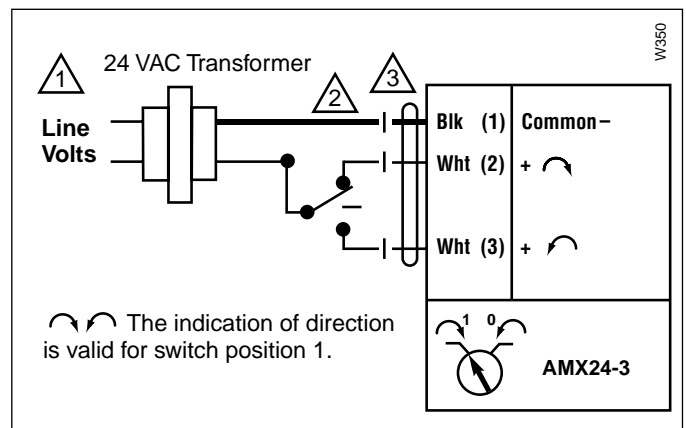 W350
1 24 VAC Transformer 2 3
Line
Volts
Blk (1) Common –
Wht (2) +
Wht (3) +
The indication of direction
is valid for switch position 1.
1 0
AMX24-3